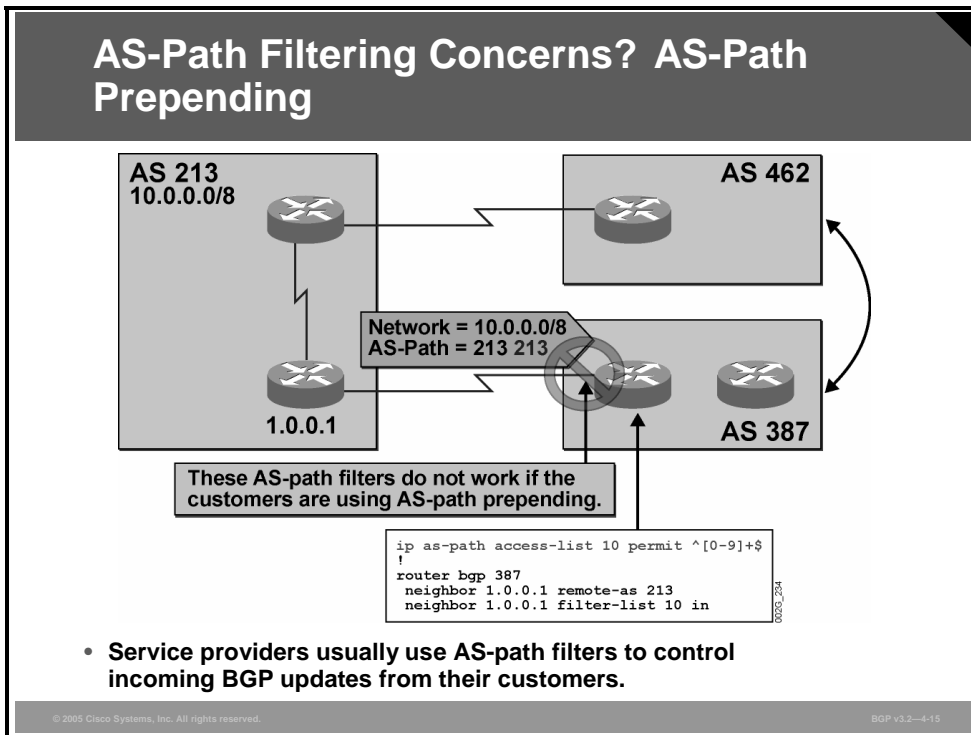 AS-Path Filtering Concerns? AS-Path
Prepending
AS 213
10.0.0.0/8
AS 462
Network = 10.0.0.0/8
AS-Path = 213 213
1.0.0.1
AS 387
These AS-path filters do not work if the
customers are using AS-path prepending.
ip as-path access-list 10 permit ^[0-9]+$
!
router bgp 387
neighbor 1.0.0.1 remote-as 213
neighbor 1.0.0.1 filter-list 10 in
002G_234
• Service providers usually use AS-path filters to control
incoming BGP updates from their customers.
© 2005 Cisco Systems, Inc. All rights reserved.
BGP v3.2—4-15